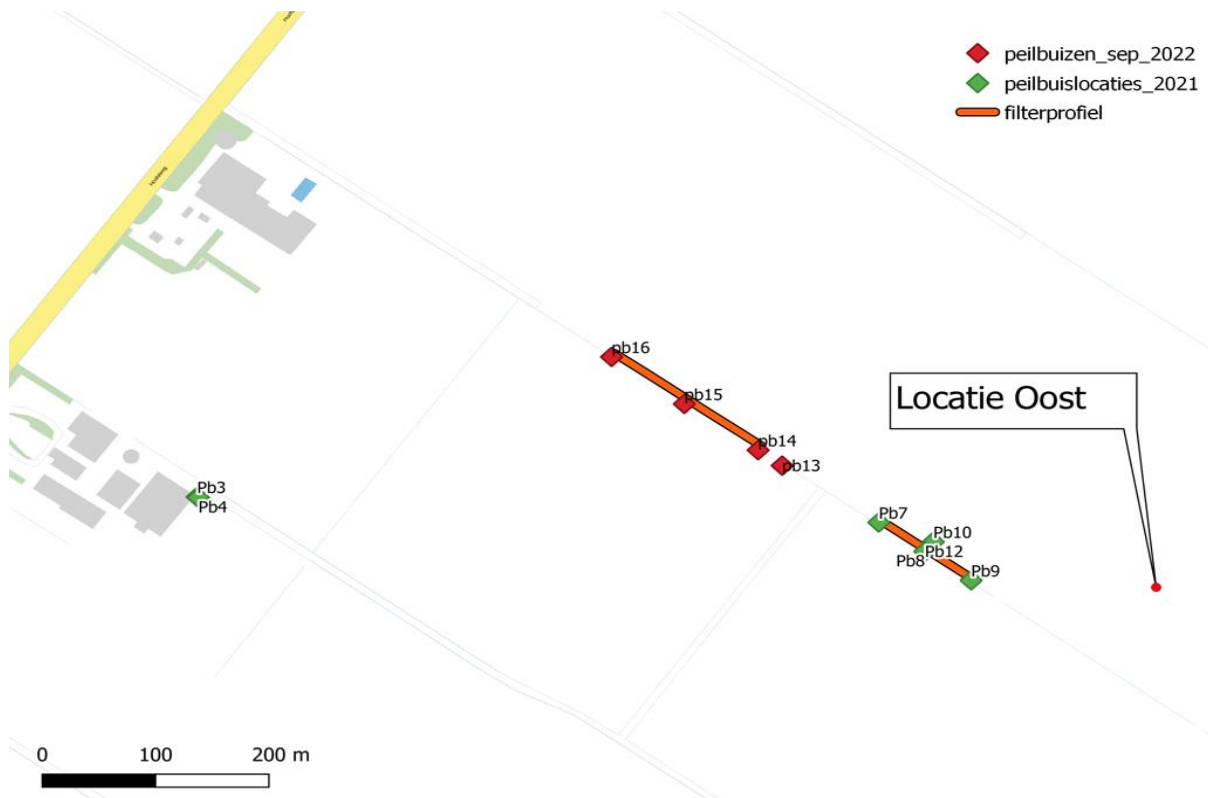 peilbuizen_sep_2022
peilbuislocaties_2021
filterprofiel
pb16
pb15
Locatie Oost
pb14
pb13
Pb3
Pb4
Pb7
Pb10
Pb12
Pb8
Pb9
0 100 200 m